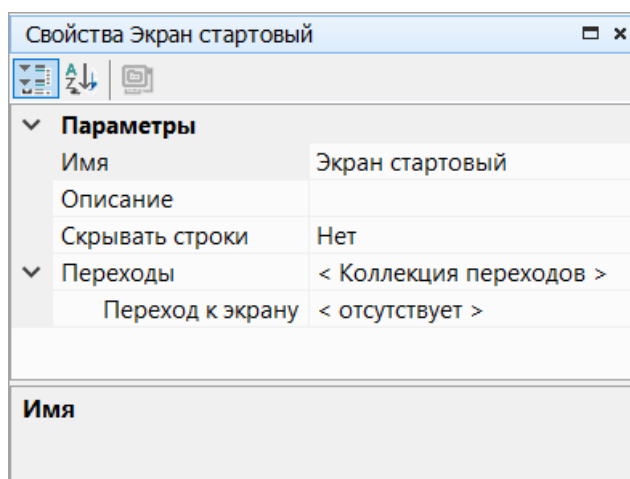 Свойства Экран стартовый
Параметры
Имя Экран стартовый
Описание
Скрывать строки Нет
Переходы < Коллекция переходов >
Переход к экрану < отсутствует >
Имя